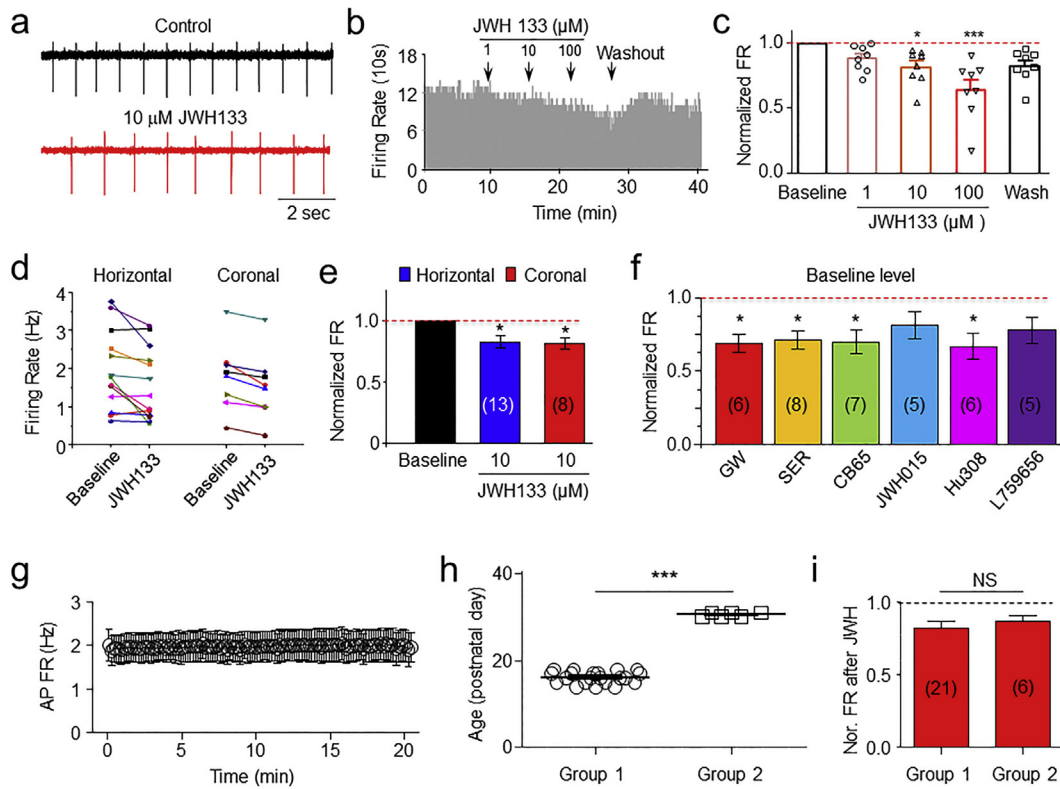 a
Control
10 µM JWH133
2 sec
b
JWH 133 (µM)
1 10 100 Washout
Firing Rate (10s)
18
12
6
0
0 10 20 30 40
Time (min)
c
Normalized FR
1.0
0.5
0
* ***
Baseline 1 10 100 Wash
JWH133 (µM )
d
Horizontal Coronal
Firing Rate (Hz)
4
3
2
1
0
Baseline JWH133 Baseline JWH133
e
Horizontal Coronal
Normalized FR
1.0
0.5
0
* *
(13) (8)
Baseline 10 10
JWH133 (µM)
f
Baseline level
Normalized FR
1.0
0.5
0.0
* * * *
(6) (8) (7) (5) (6) (5)
GW SER CB65 JWH015 Hu308 L759656
g
AP FR (Hz)
3
2
1
0
0 5 10 15 20
Time (min)
h
Age (postnatal day)
40
20
0
***
Group 1 Group 2
i
Nor. FR after JWH
1.0
0.5
0.0
NS
(21) (6)
Group 1 Group 2